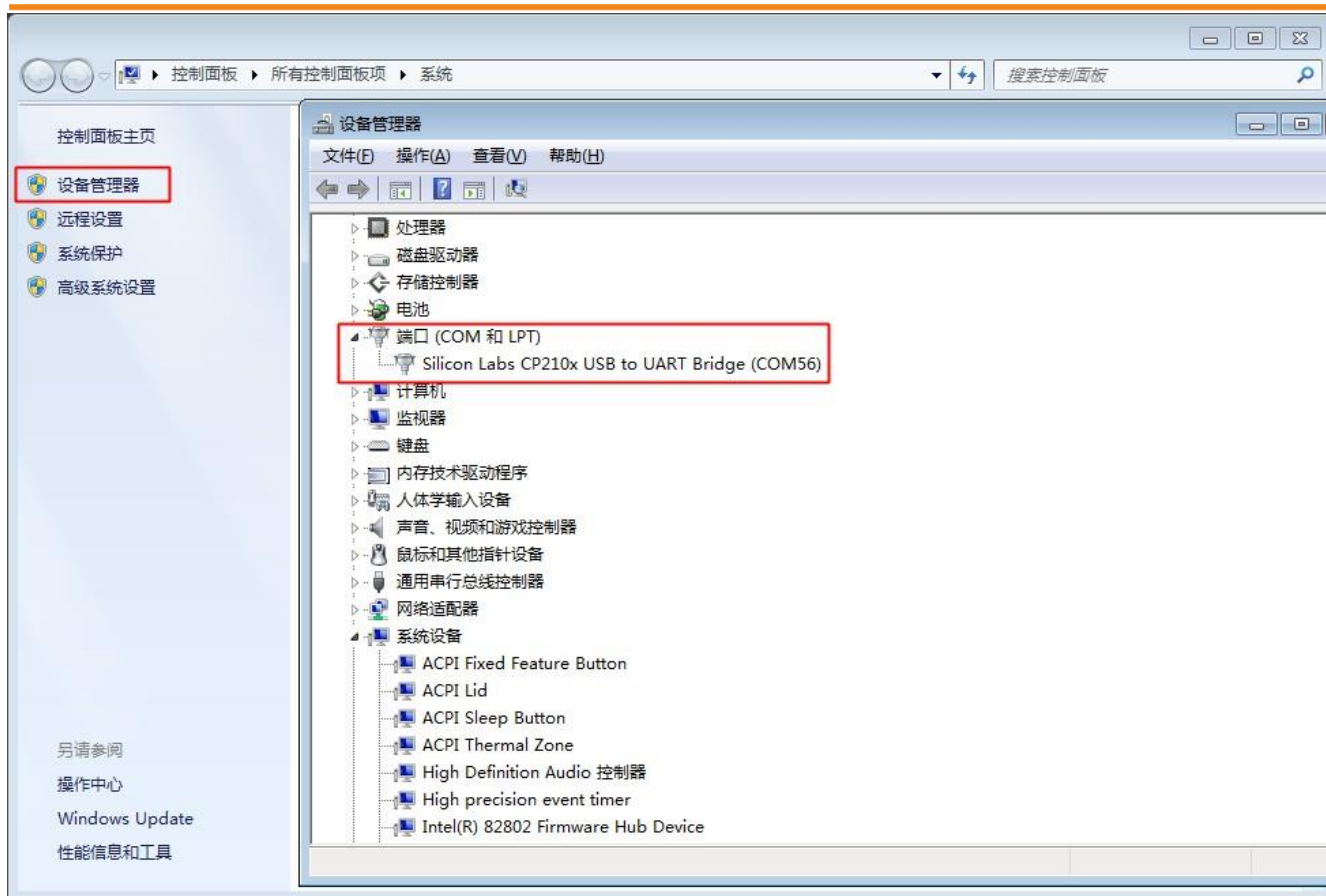 控制面板 ▸ 所有控制面板项 ▸ 系统
搜索控制面板
控制面板主页
设备管理器
远程设置
系统保护
高级系统设置
另请参阅
操作中心
Windows Update
性能信息和工具
设备管理器
文件(F) 操作(A) 查看(V) 帮助(H)
处理器
磁盘驱动器
存储控制器
电池
端口 (COM 和 LPT)
Silicon Labs CP210x USB to UART Bridge (COM56)
计算机
监视器
键盘
内存技术驱动程序
人体学输入设备
声音、视频和游戏控制器
鼠标和其他指针设备
通用串行总线控制器
网络适配器
系统设备
ACPI Fixed Feature Button
ACPI Lid
ACPI Sleep Button
ACPI Thermal Zone
High Definition Audio 控制器
High precision event timer
Intel(R) 82802 Firmware Hub Device